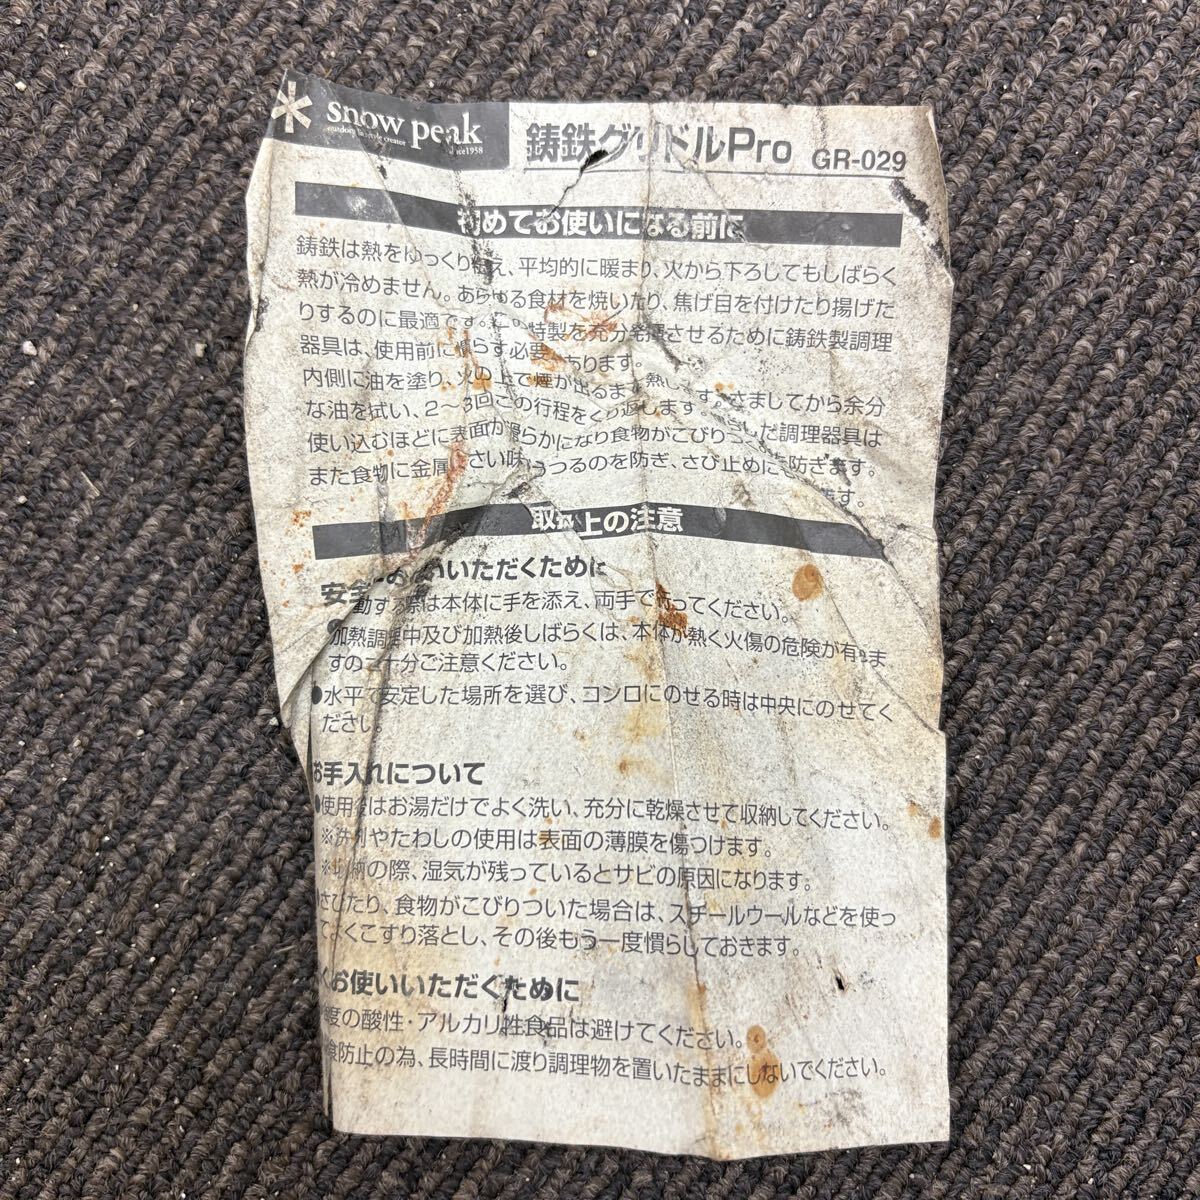 snow peak
outdoor lifestyle creator
since1958
鋳鉄グリドルPro GR-029
初めてお使いになる前に
鋳鉄は熱をゆっくり伝え、平均的に暖まり、火から下ろしてもしばらく
熱が冷めません。あらゆる食材を焼いたり、焦げ目を付けたり揚げた
りするのに最適です。この特製を充分発揮させるために鋳鉄製調理
器具は、使用前に慣らす必要があります。
内側に油を塗り、火の上で煙が出るまで熱します。さましてから余分
な油を拭い、2〜3回この行程をくり返します。した調理器具は
使い込むほどに表面が滑らかになり食物がこびり
また食物に金属くさい味がうつるのを防ぎ、さび止めに 防ぎます。
ます。
取扱上の注意
安全にお使いいただくために
動する際は本体に手を添え、両手で持ってください。
●加熱調理中及び加熱後しばらくは、本体が熱く火傷の危険が有りま
すので十分ご注意ください。
●水平で安定した場所を選び、コンロにのせる時は中央にのせてく
ださい。
お手入れについて
●使用後はお湯だけでよく洗い、充分に乾燥させて収納してください。
※洗剤やたわしの使用は表面の薄膜を傷つけます。
※収納の際、湿気が残っているとサビの原因になります。
さびたり、食物がこびりついた場合は、スチールウールなどを使っ
てよくこすり落とし、その後もう一度慣らしておきます。
くお使いいただくために
度の酸性・アルカリ性食品は避けてください。
食防止の為、長時間に渡り調理物を置いたままにしないでください。